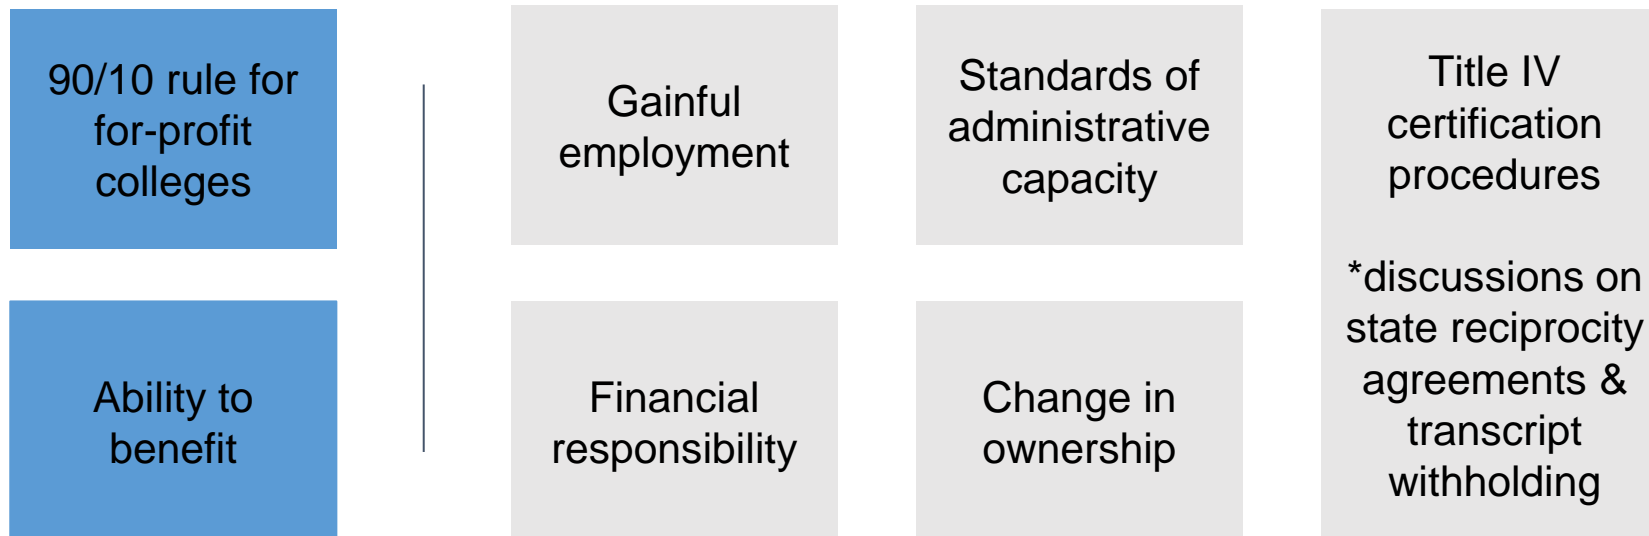 90/10 rule for
for-profit
colleges
Ability to
benefit
Gainful
employment
Standards of
administrative
capacity
Title IV
certification
procedures
Financial
responsibility
Change in
ownership
*discussions on
state reciprocity
agreements &
transcript
withholding